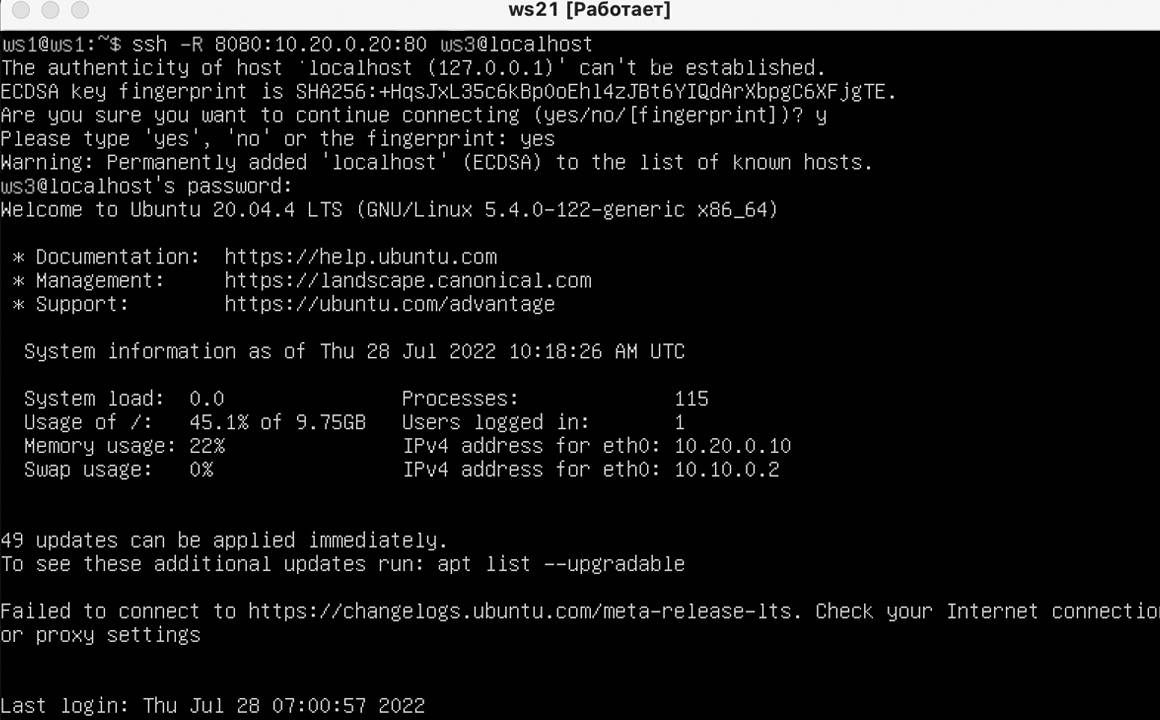 ws21 [Работает]
ws1@ws1:~$ ssh -R 8080:10.20.0.20:80 ws3@localhost
The authenticity of host 'localhost (127.0.0.1)' can't be established.
ECDSA key fingerprint is SHA256:+HqsJxL35c6kBpOoEhl4zJBt6YIQdArXbpgC6XFjgTE.
Are you sure you want to continue connecting (yes/no/[fingerprint])? y
Please type 'yes', 'no' or the fingerprint: yes
Warning: Permanently added 'localhost' (ECDSA) to the list of known hosts.
ws3@localhost's password:
Welcome to Ubuntu 20.04.4 LTS (GNU/Linux 5.4.0-122-generic x86_64)
* Documentation: https://help.ubuntu.com
* Management: https://landscape.canonical.com
* Support: https://ubuntu.com/advantage
System information as of Thu 28 Jul 2022 10:18:26 AM UTC
System load: 0.0 Processes: 115
Usage of /: 45.1% of 9.75GB Users logged in: 1
Memory usage: 22% IPv4 address for eth0: 10.20.0.10
Swap usage: 0% IPv4 address for eth0: 10.10.0.2
49 updates can be applied immediately.
To see these additional updates run: apt list --upgradable
Failed to connect to https://changelogs.ubuntu.com/meta-release-lts. Check your Internet connectio
or proxy settings
Last login: Thu Jul 28 07:00:57 2022